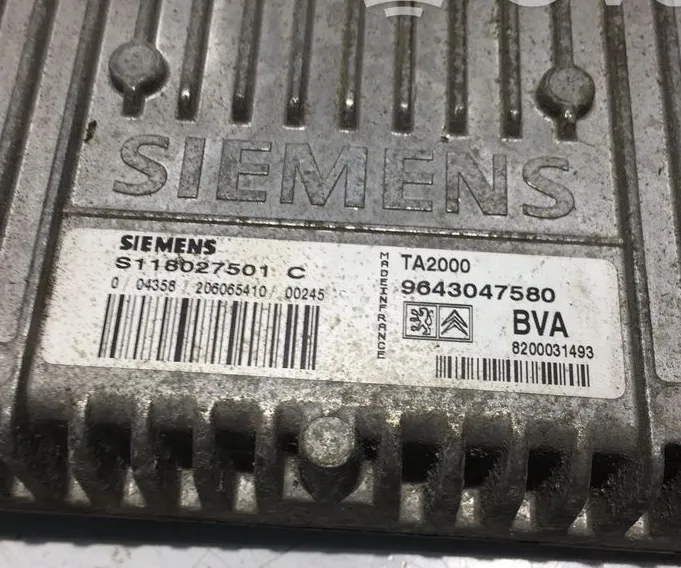 SIEMENS
SIEMENS
S118027501 C
0 / 04358 / 206065410 / 00245
MADE IN FRANCE
TA2000
9643047580
BVA
8200031493